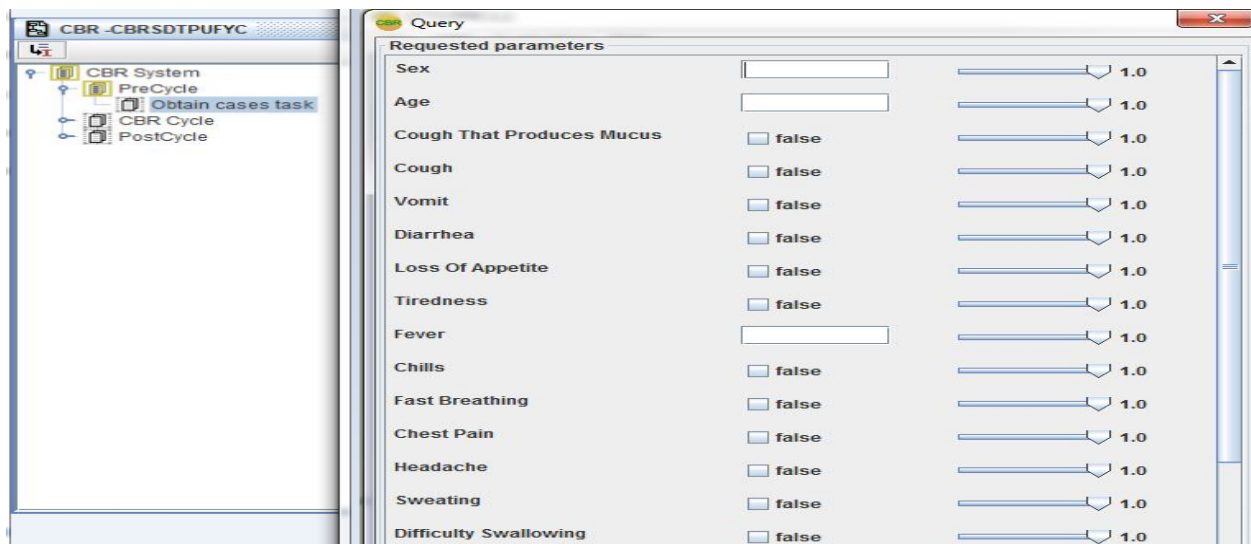 CBR -CBRSDTPUFYC
CBR System
PreCycle
Obtain cases task
CBR Cycle
PostCycle
CBR Query
Requested parameters
Sex 1.0
Age 1.0
Cough That Produces Mucus false 1.0
Cough false 1.0
Vomit false 1.0
Diarrhea false 1.0
Loss Of Appetite false 1.0
Tiredness false 1.0
Fever 1.0
Chills false 1.0
Fast Breathing false 1.0
Chest Pain false 1.0
Headache false 1.0
Sweating false 1.0
Difficulty Swallowing false 1.0